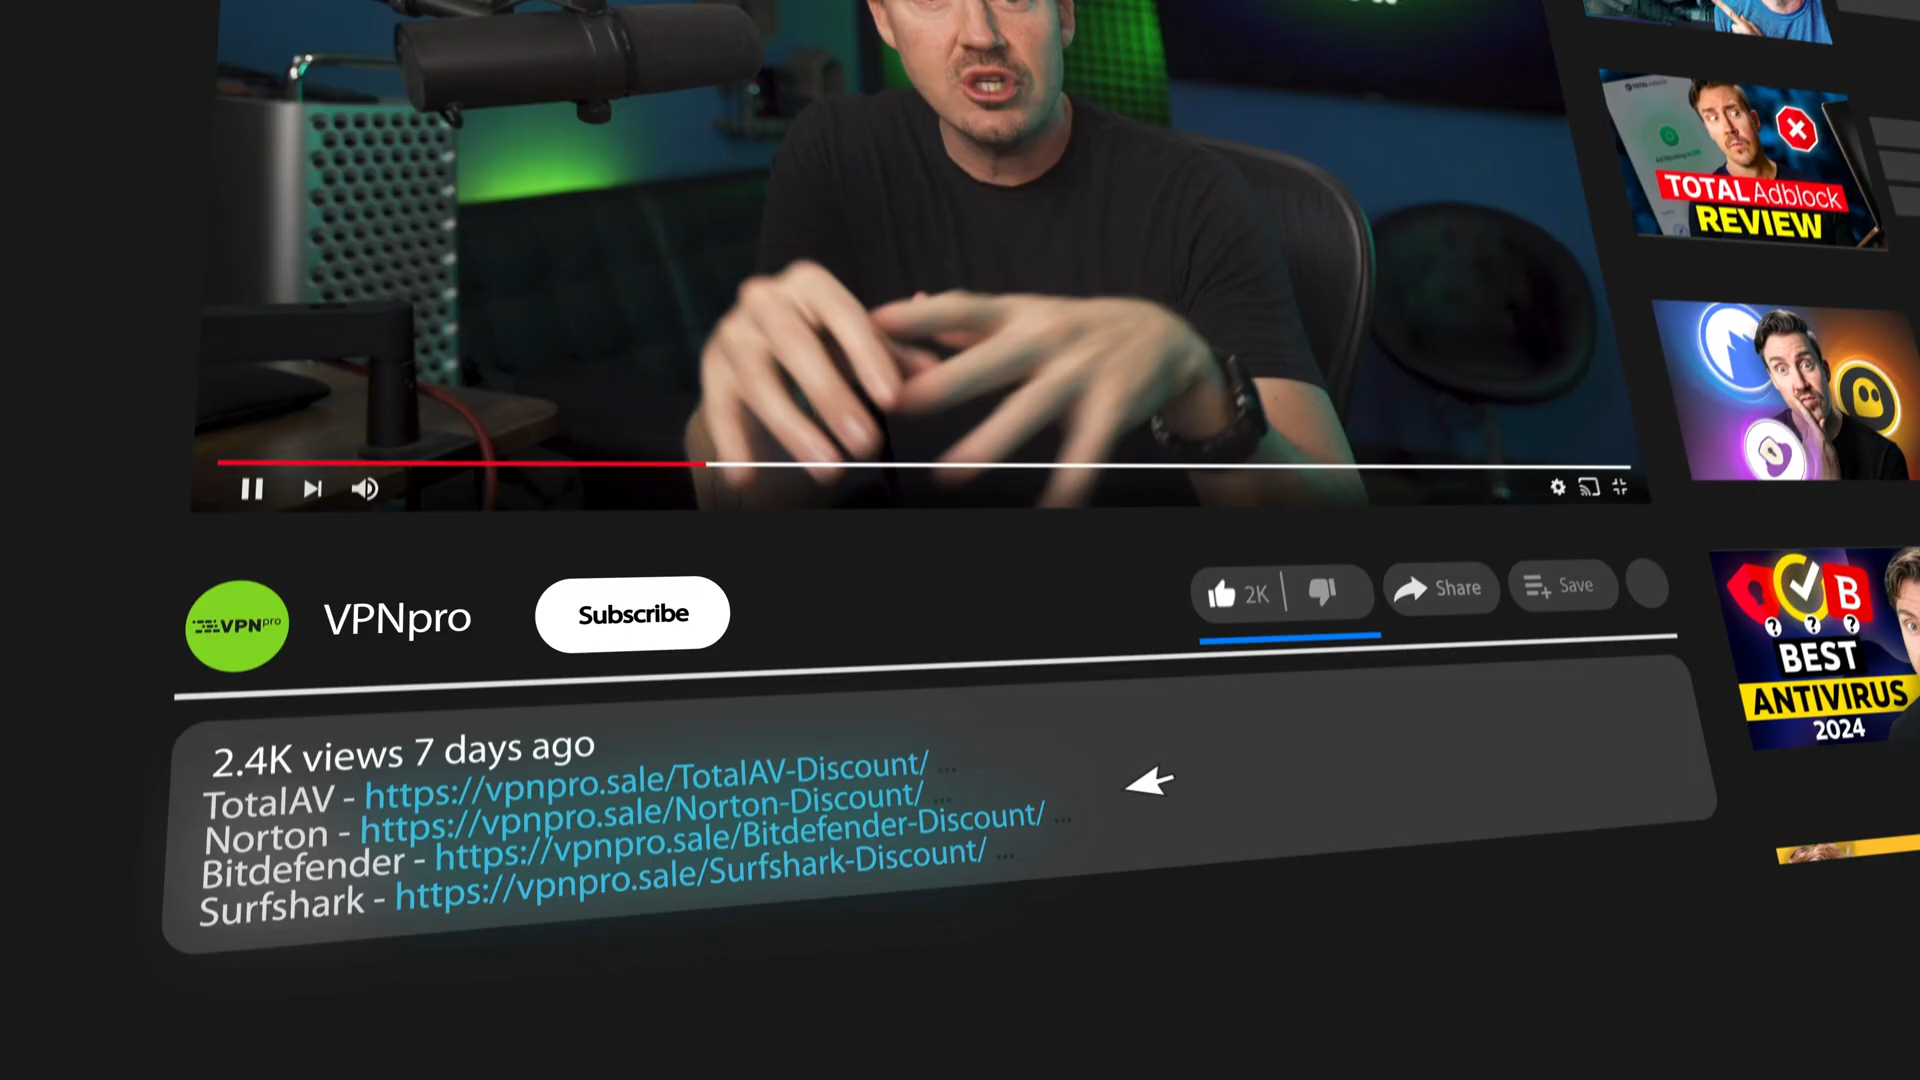 TOTAL Adblock
REVIEW
VPNpro
VPNpro
Subscribe
2K
Share
Save
BEST
ANTIVIRUS
2024
2.4K views 7 days ago
TotalAV - https://vpnpro.sale/TotalAV-Discount/ ...
Norton - https://vpnpro.sale/Norton-Discount/ ...
Bitdefender - https://vpnpro.sale/Bitdefender-Discount/ ...
Surfshark - https://vpnpro.sale/Surfshark-Discount/ ...